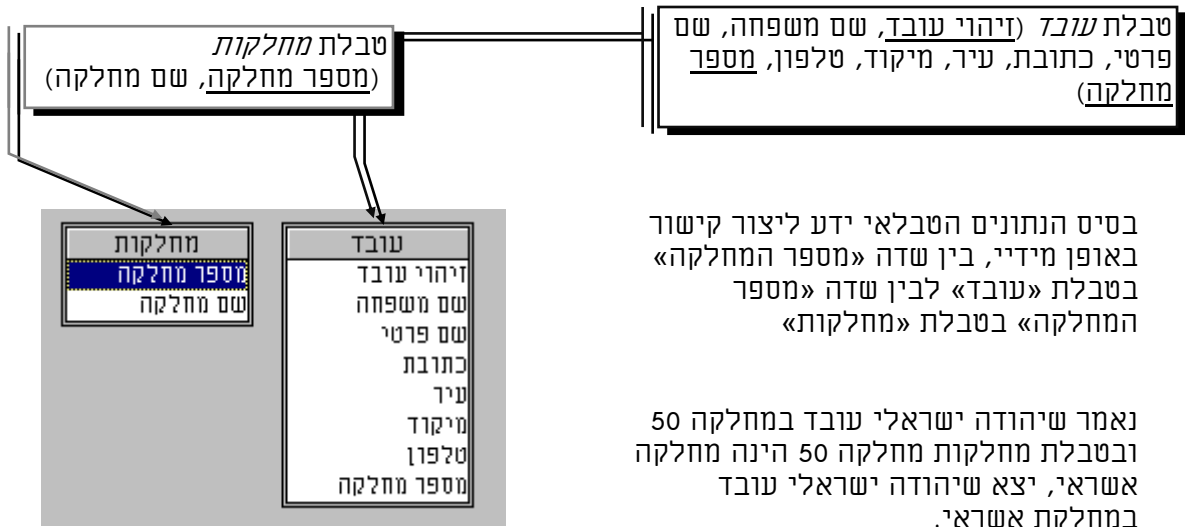 טבלת עובד (זיהוי עובד, שם משפחה, שם
פרטי, כתובת, עיר, מיקוד, טלפון, מספר
מחלקה)
טבלת מחלקות
(מספר מחלקה, שם מחלקה)
עובד
זיהוי עובד
שם משפחה
שם פרטי
כתובת
עיר
מיקוד
טלפון
מספר מחלקה
מחלקות
מספר מחלקה
שם מחלקה
בסיס הנתונים הטבלאי ידע ליצור קישור
באופן מידיי, בין שדה «מספר המחלקה»
בטבלת «עובד» לבין שדה «מספר
המחלקה» בטבלת «מחלקות»
נאמר שיהודה ישראלי עובד במחלקה 50
ובטבלת מחלקות מחלקה 50 הינה מחלקה
אשראי, יצא שיהודה ישראלי עובד
במחלקת אשראי.